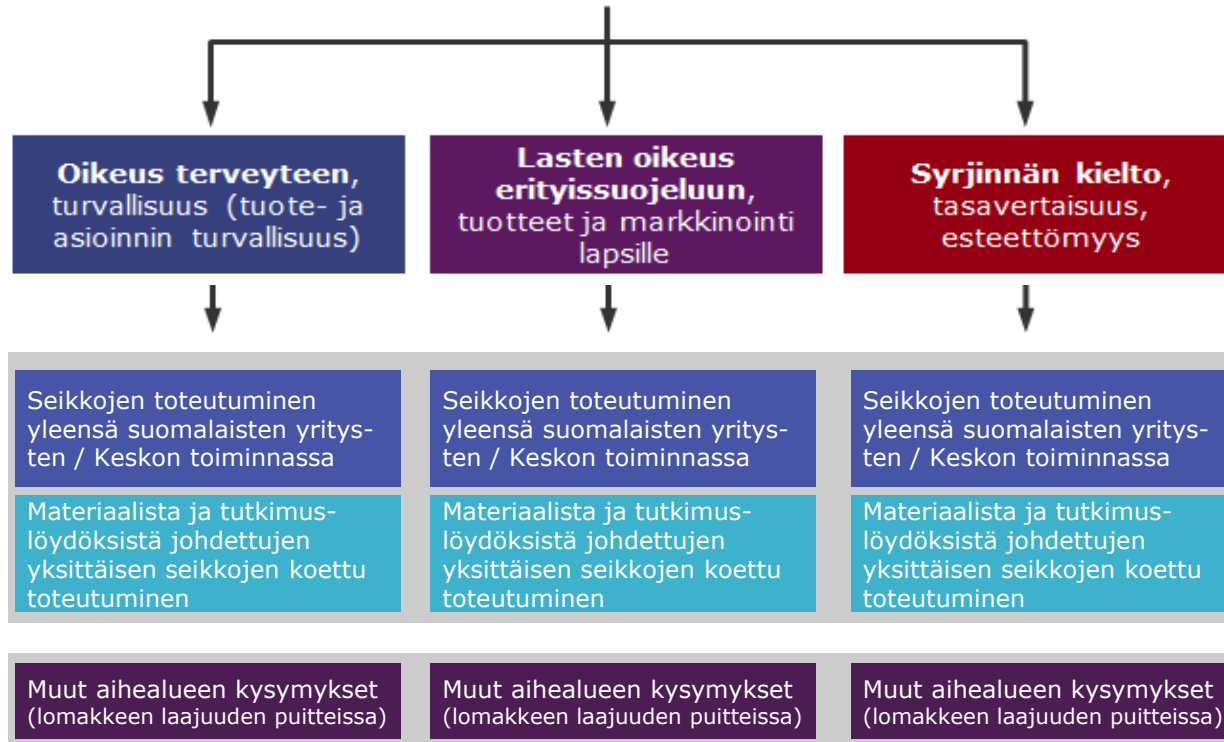 Oikeus terveyteen,
turvallisuus (tuote- ja
asioinnin turvallisuus)
Lasten oikeus
erityissuojeluun,
tuotteet ja markkinointi
lapsille
Syrjinnän kielto,
tasavertaisuus,
esteettömyys
Seikkojen toteutuminen
yleensä suomalaisten yritys-
ten / Keskon toiminnassa
Seikkojen toteutuminen
yleensä suomalaisten yritys-
ten / Keskon toiminnassa
Seikkojen toteutuminen
yleensä suomalaisten yritys-
ten / Keskon toiminnassa
Materiaalista ja tutkimus-
löydöksistä johdettujen
yksittäisen seikkojen koettu
toteutuminen
Materiaalista ja tutkimus-
löydöksistä johdettujen
yksittäisen seikkojen koettu
toteutuminen
Materiaalista ja tutkimus-
löydöksistä johdettujen
yksittäisen seikkojen koettu
toteutuminen
Muut aihealueen kysymykset
(lomakkeen laajuuden puitteissa)
Muut aihealueen kysymykset
(lomakkeen laajuuden puitteissa)
Muut aihealueen kysymykset
(lomakkeen laajuuden puitteissa)